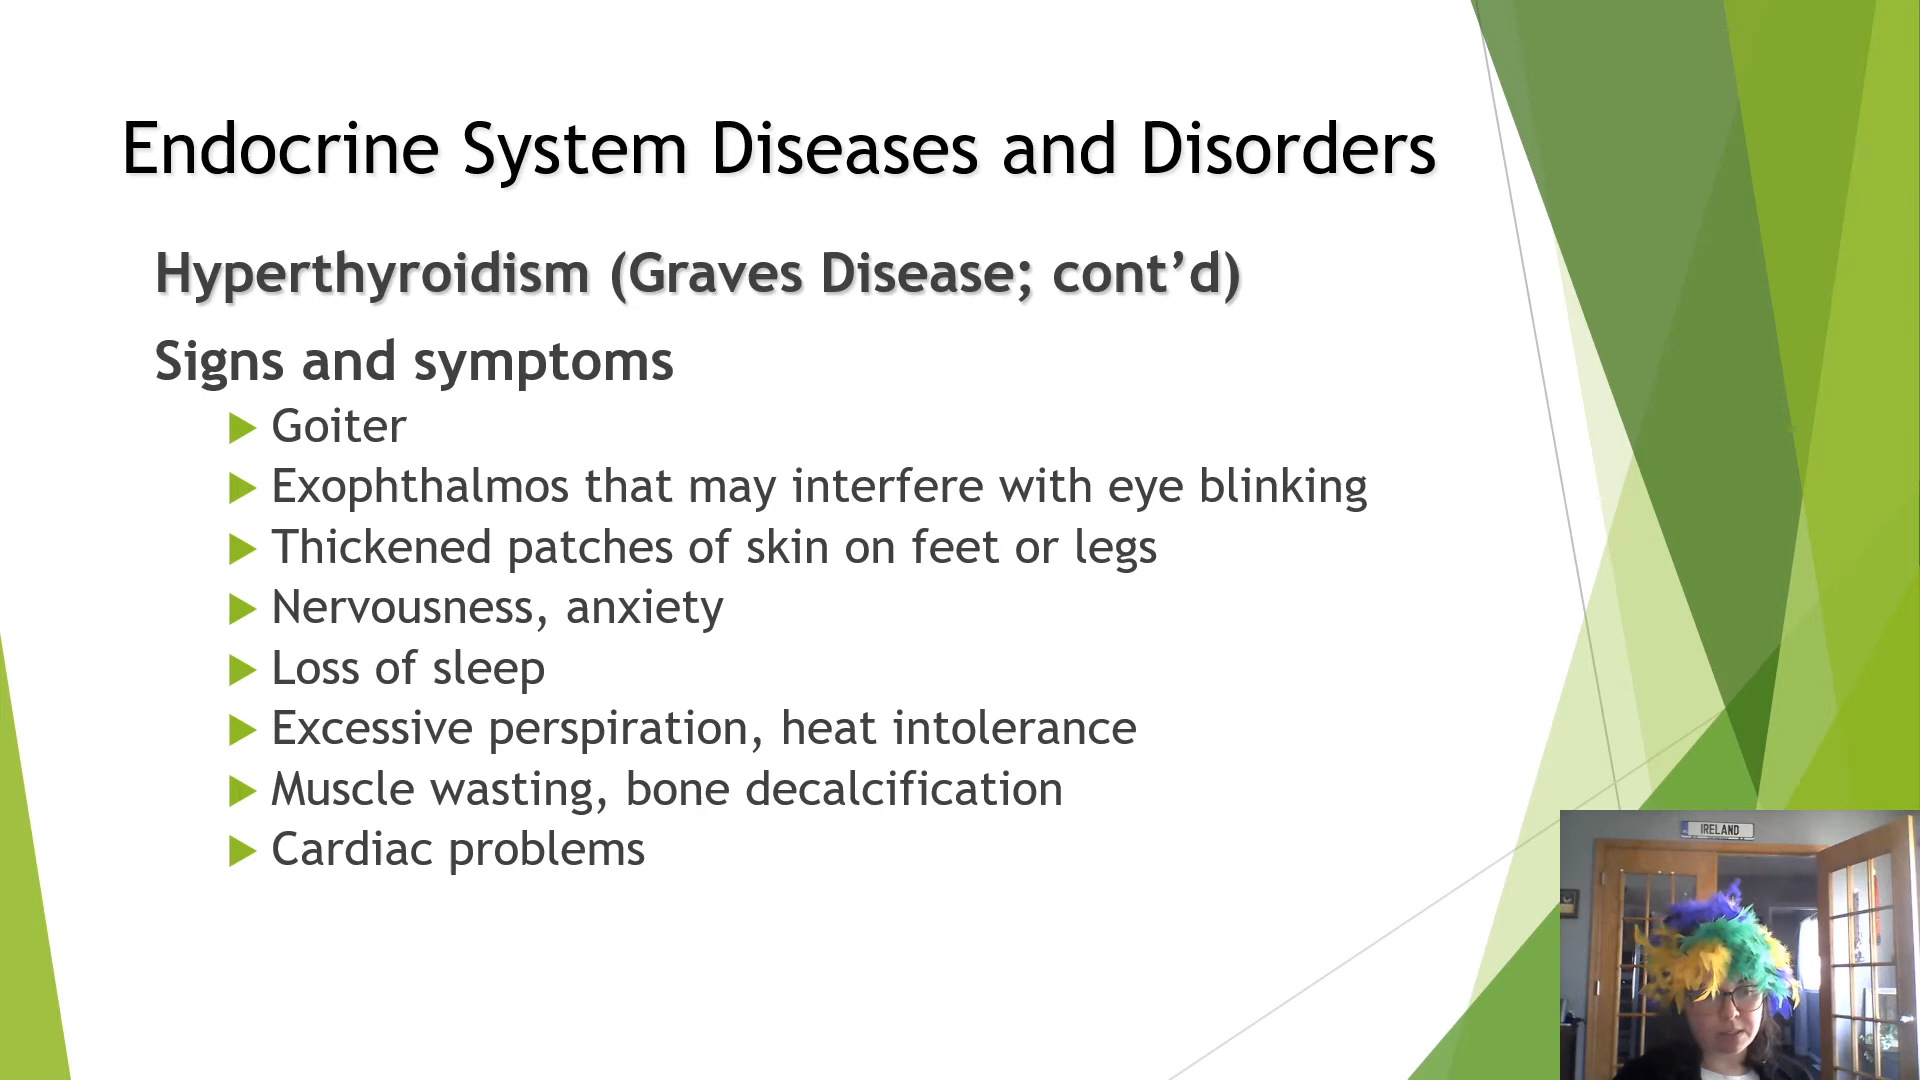 Endocrine System Diseases and Disorders
Hyperthyroidism (Graves Disease; cont’d)
Signs and symptoms
Goiter
Exophthalmos that may interfere with eye blinking
Thickened patches of skin on feet or legs
Nervousness, anxiety
Loss of sleep
Excessive perspiration, heat intolerance
Muscle wasting, bone decalcification
Cardiac problems
IRELAND